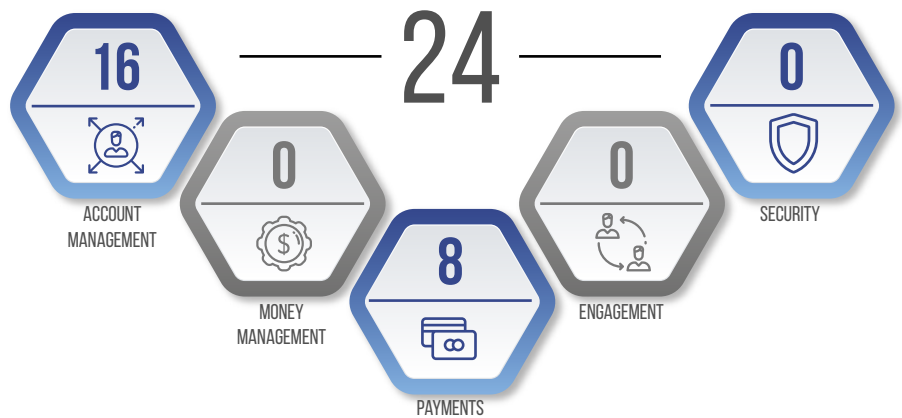 24
16
ACCOUNT
MANAGEMENT
0
$
MONEY
MANAGEMENT
8
PAYMENTS
0
ENGAGEMENT
0
SECURITY